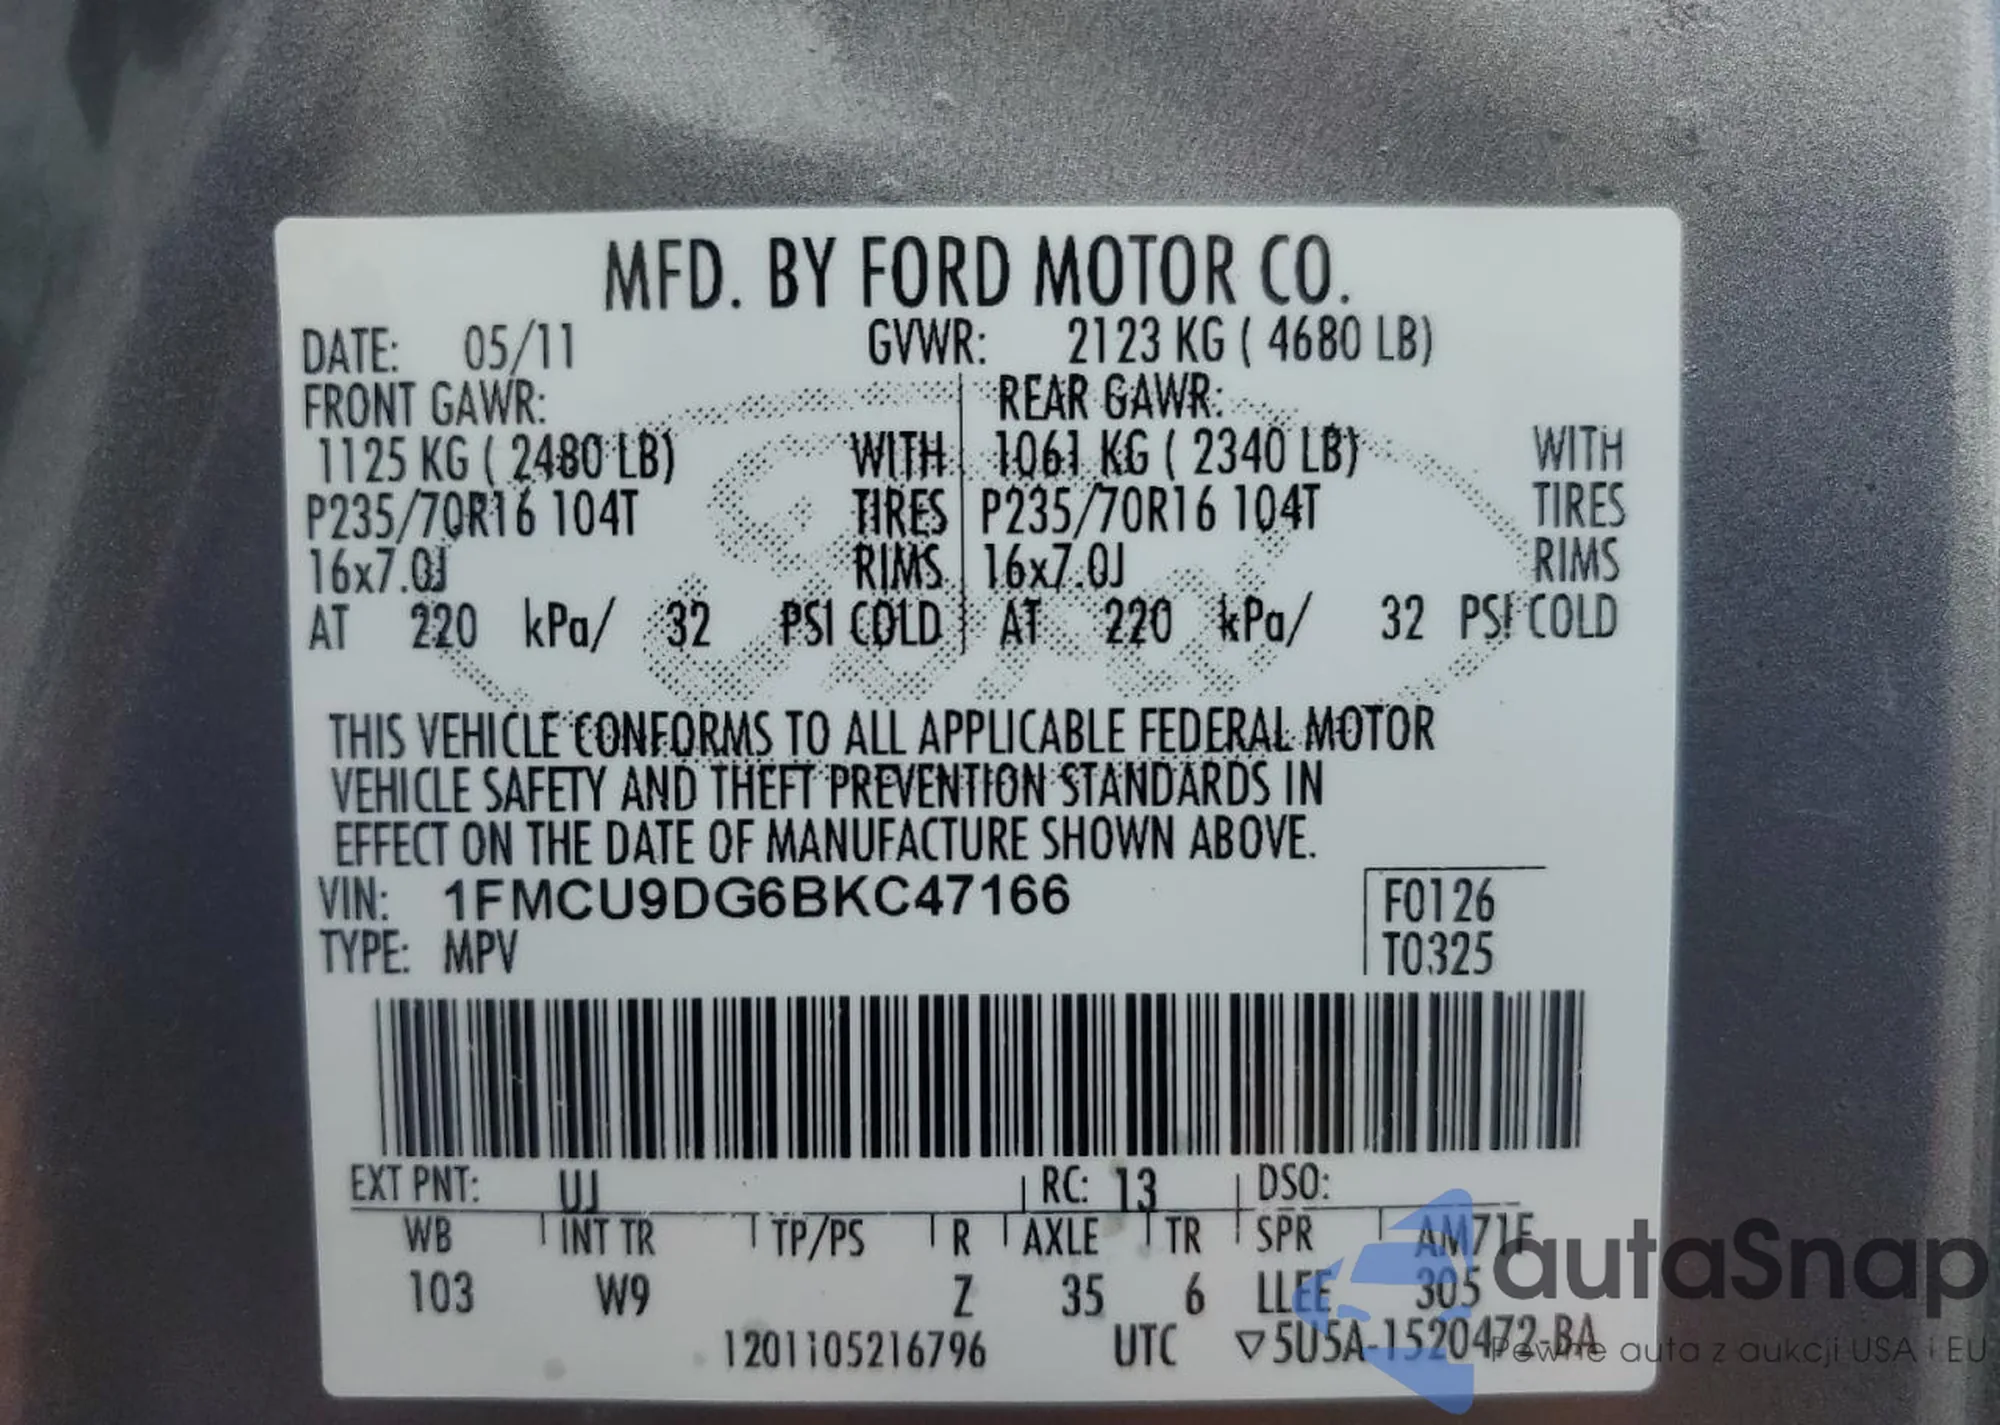 MFD. BY FORD MOTOR CO.
DATE: 05/11 GVWR: 2123 KG ( 4680 LB)
FRONT GAWR: REAR GAWR:
1125 KG ( 2480 LB) WITH 1061 KG ( 2340 LB) WITH
P235/70R16 104T TIRES P235/70R16 104T TIRES
16x7.0J RIMS 16x7.0J RIMS
AT 220 kPa/ 32 PSI COLD AT 220 kPa/ 32 PSI COLD
THIS VEHICLE CONFORMS TO ALL APPLICABLE FEDERAL MOTOR
VEHICLE SAFETY AND THEFT PREVENTION STANDARDS IN
EFFECT ON THE DATE OF MANUFACTURE SHOWN ABOVE.
VIN: 1FMCU9DG6BKC47166 F0126
TYPE: MPV T0325
EXT PNT: UJ RC: 13 DSO:
WB INT TR TP/PS R AXLE TR SPR AM71F
103 W9 Z 35 6 LLEE 305
12011105216796 UTC ▽5U5A-1520472-BA
autaSnap
Pewne auta z aukcji USA i EU